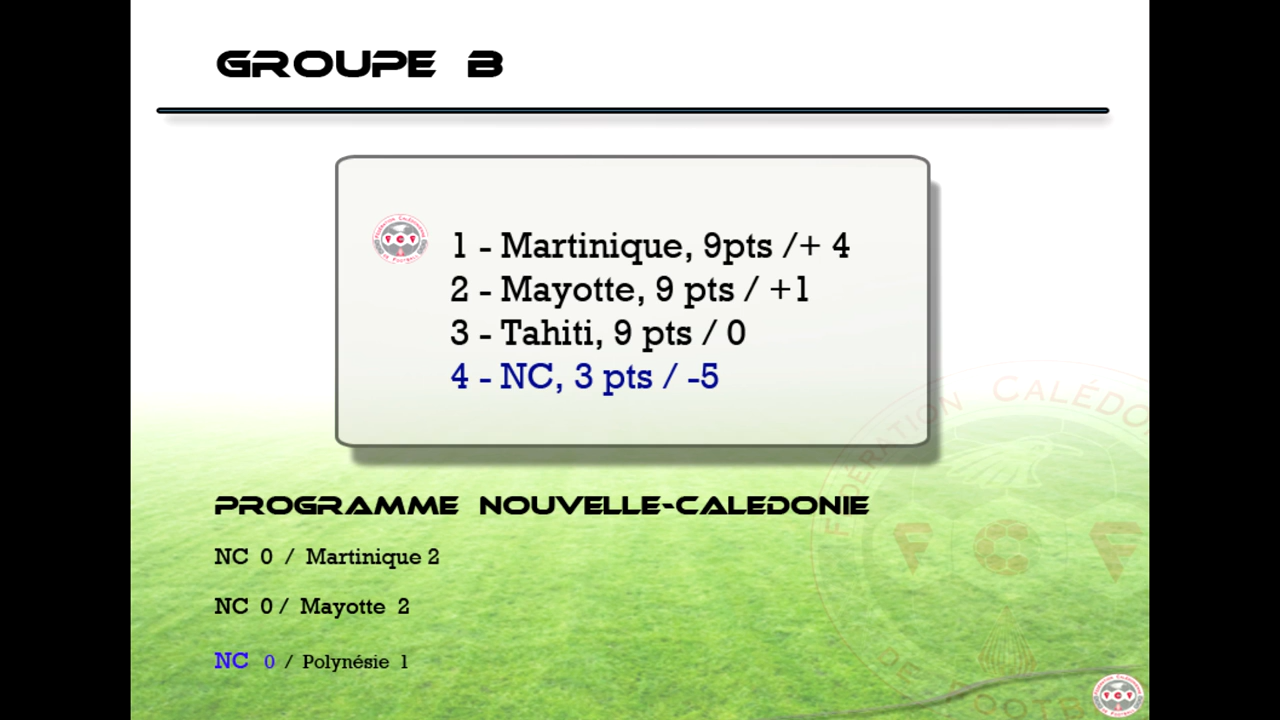 GROUPE B
1 - Martinique, 9pts /+ 4
2 - Mayotte, 9 pts / +1
3 - Tahiti, 9 pts / 0
4 - NC, 3 pts / -5
PROGRAMME NOUVELLE-CALEDONIE
NC 0 / Martinique 2
NC 0 / Mayotte 2
NC 0 / Polynésie 1